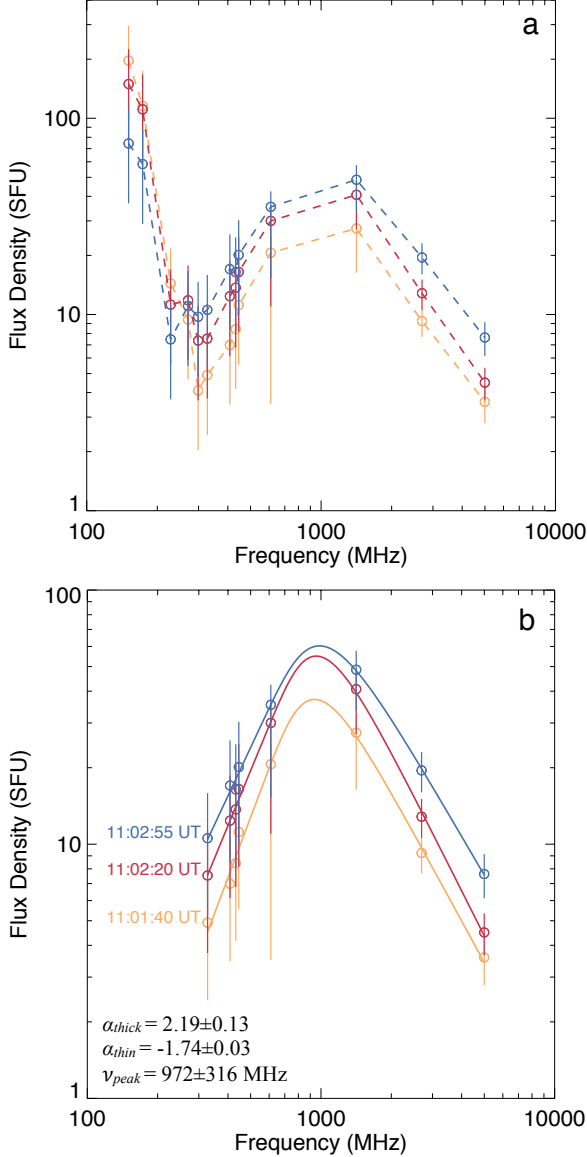 a
100
10
1
Flux Density (SFU)
100
1000
10000
Frequency (MHz)
b
100
10
1
Flux Density (SFU)
11:02:55 UT
11:02:20 UT
11:01:40 UT
αthick = 2.19±0.13
αthin = -1.74±0.03
νpeak = 972±316 MHz
100
1000
10000
Frequency (MHz)